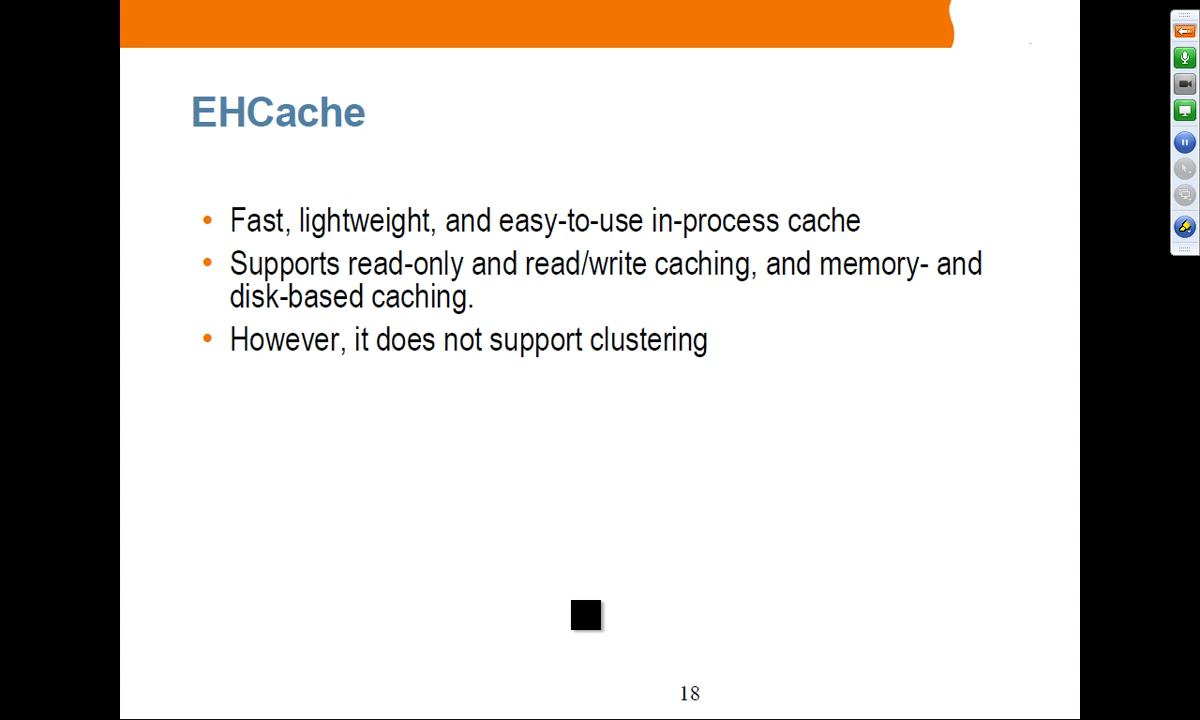 EHCache
• Fast, lightweight, and easy-to-use in-process cache
• Supports read-only and read/write caching, and memory- and
disk-based caching.
• However, it does not support clustering
18